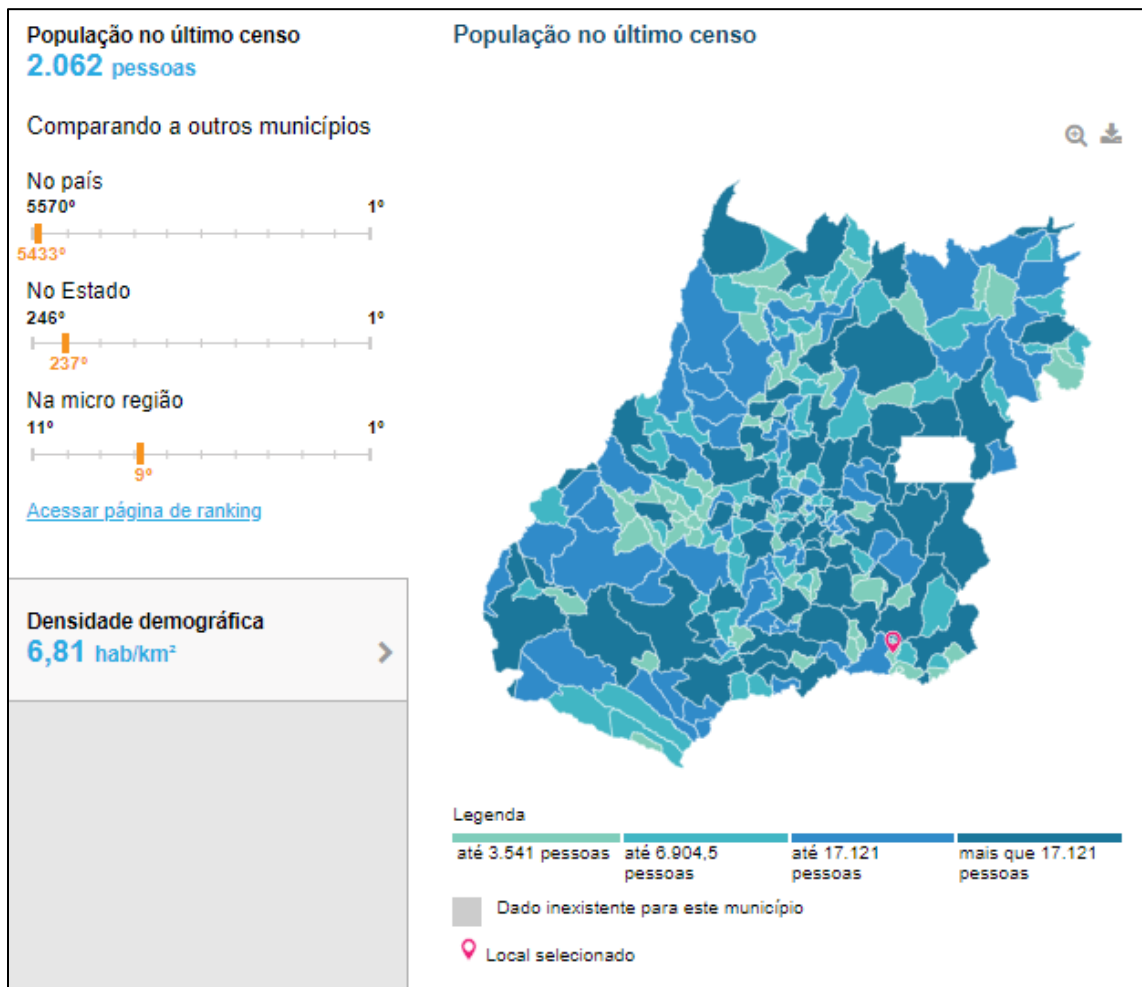 População no último censo
2.062 pessoas
Comparando a outros municípios
No país
5570º 1º
5433º
No Estado
246º 1º
237º
Na micro região
11º 1º
9º
Acessar página de ranking
Densidade demográfica
6,81 hab/km²
População no último censo
Legenda
até 3.541 pessoas
até 6.904,5
pessoas
até 17.121
pessoas
mais que 17.121
pessoas
Dado inexistente para este município
Local selecionado